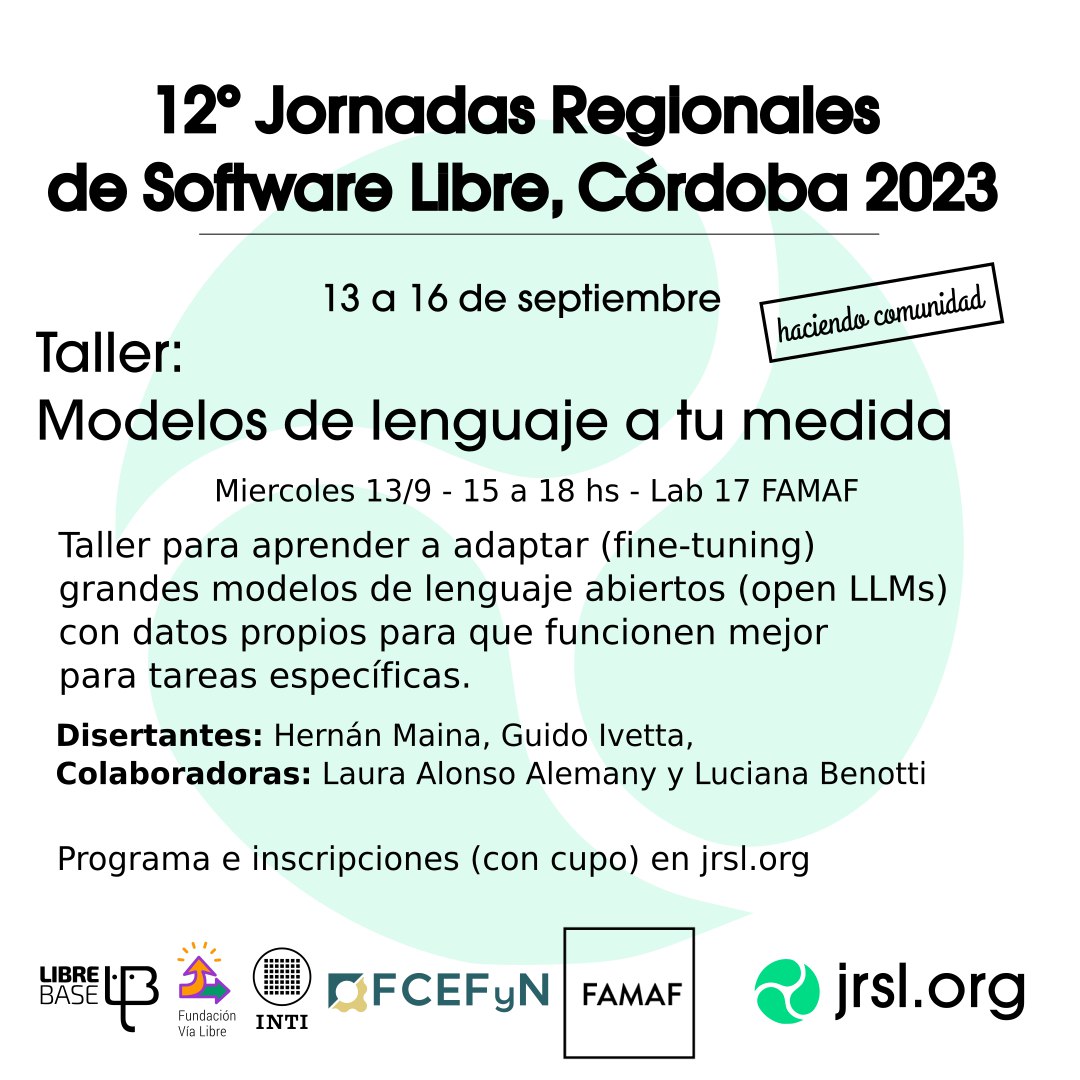 12° Jornadas Regionales
de Software Libre, Córdoba 2023
13 a 16 de septiembre
haciendo comunidad
Taller:
Modelos de lenguaje a tu medida
Miercoles 13/9 - 15 a 18 hs - Lab 17 FAMAF
Taller para aprender a adaptar (fine-tuning)
grandes modelos de lenguaje abiertos (open LLMs)
con datos propios para que funcionen mejor
para tareas específicas.
Disertantes: Hernán Maina, Guido Ivetta,
Colaboradoras: Laura Alonso Alemany y Luciana Benotti
Programa e inscripciones (con cupo) en jrsl.org
LIBRE
BASE
Fundación
Vía Libre
INTI
FCEFyN
FAMAF
jrsl.org